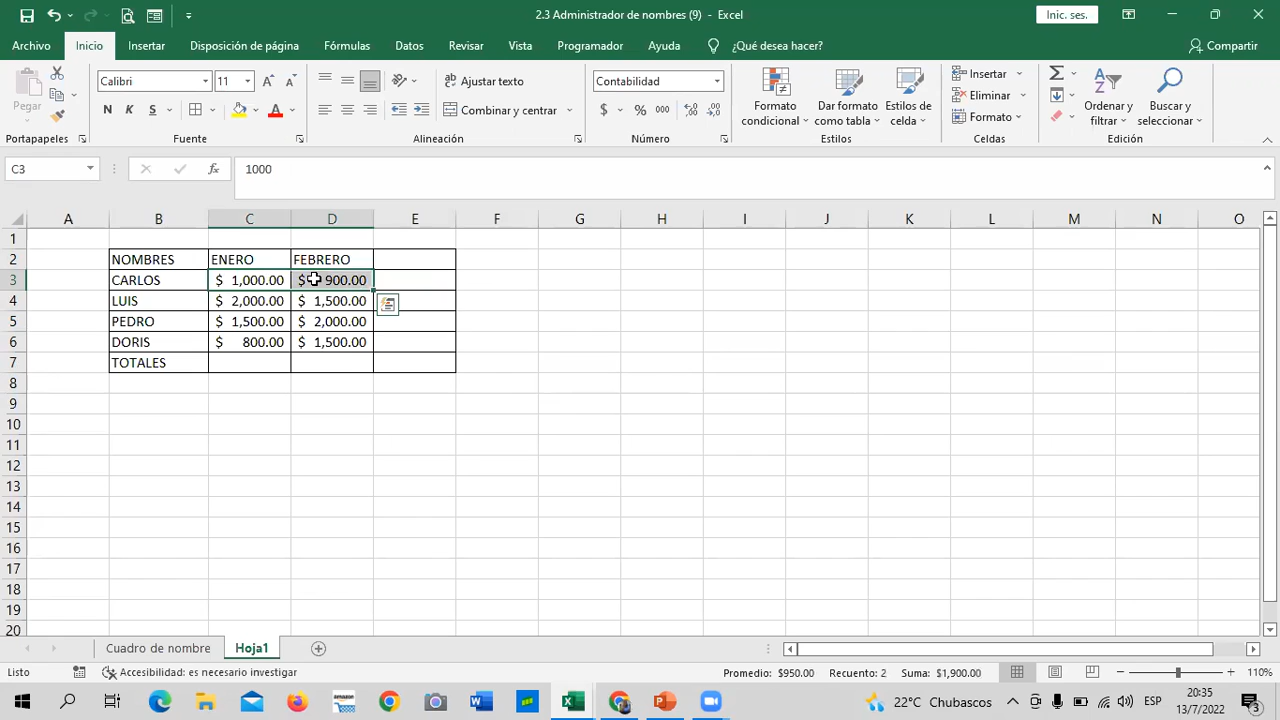 2.3 Administrador de nombres (9) - Excel
Inic. ses.
Archivo Inicio Insertar Disposición de página Fórmulas Datos Revisar Vista Programador Ayuda ¿Qué desea hacer? Compartir
Pegar
Calibri 11
N K S
Ajustar texto
Combinar y centrar
Contabilidad
$ % 000
Formato condicional
Dar formato como tabla
Estilos de celda
Insertar
Eliminar
Formato
Ordenar y filtrar
Buscar y seleccionar
Portapapeles Fuente Alineación Número Estilos Celdas Edición
C3 fx 1000
A B C D E F G H I J K L M N O
1
2 NOMBRES ENERO FEBRERO
3 CARLOS $ 1,000.00 $ 900.00
4 LUIS $ 2,000.00 $ 1,500.00
5 PEDRO $ 1,500.00 $ 2,000.00
6 DORIS $ 800.00 $ 1,500.00
7 TOTALES
8
9
10
11
12
13
14
15
16
17
18
19
20
Cuadro de nombre Hoja1
Listo Accesibilidad: es necesario investigar Promedio: $950.00 Recuento: 2 Suma: $1,900.00 110%
amazon 22°C Chubascos ESP 20:35
13/7/2022 3